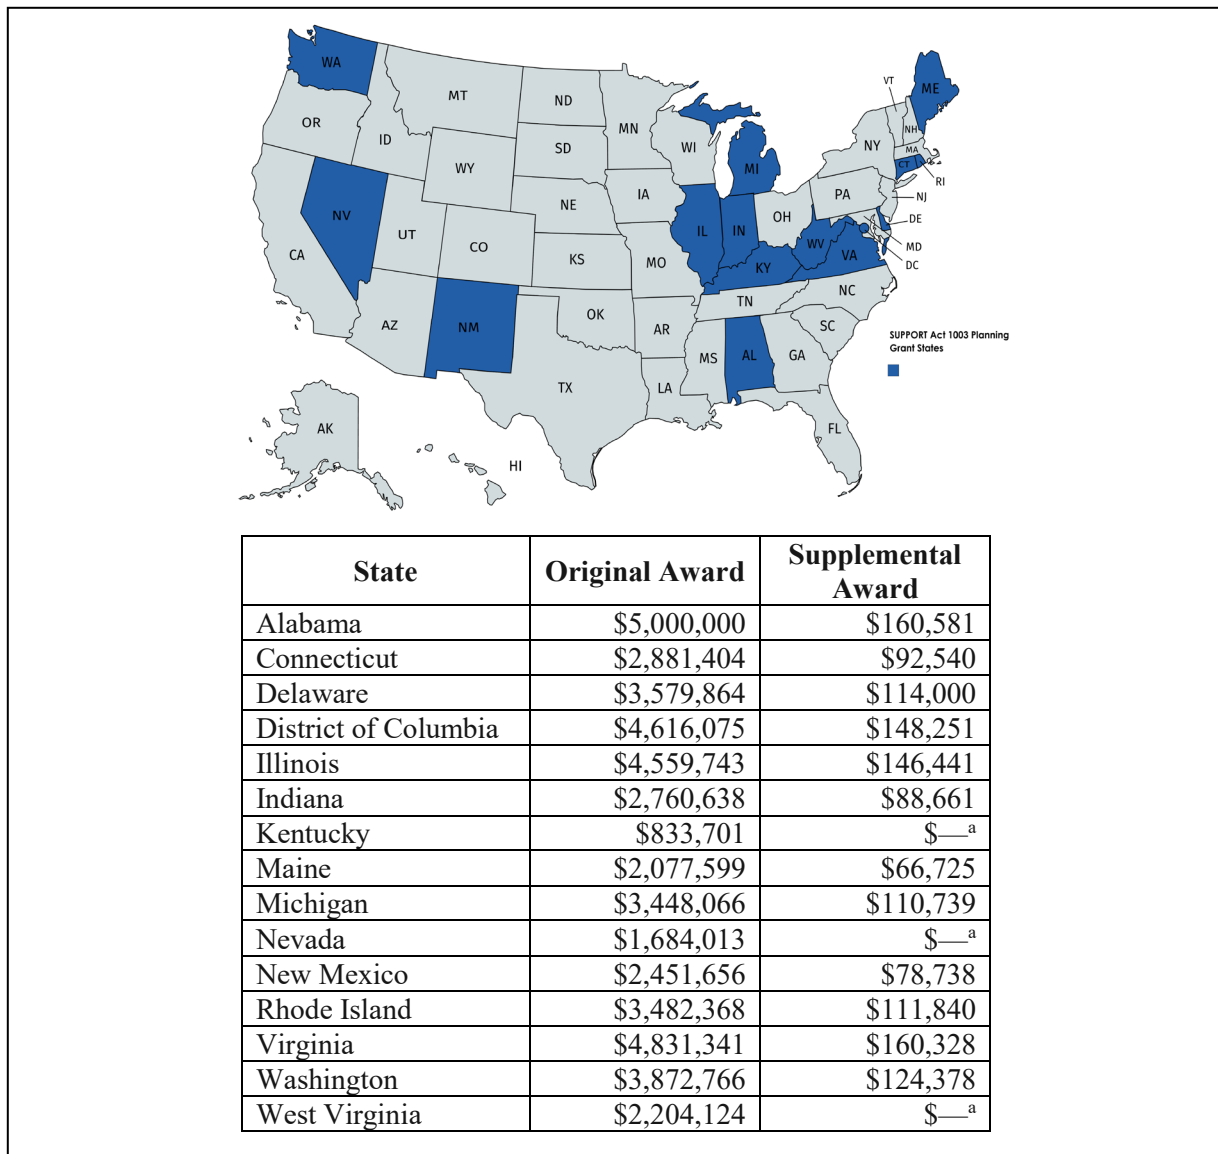 WA
MT
ND
MN
VT
ME
OR
ID
SD
WI
NY
NH
MA
WY
MI
CT
RI
IA
PA
NJ
NE
NV
OH
DE
UT
CO
IL
IN
WV
MD
CA
KS
MO
VA
DC
KY
NC
TN
AZ
NM
OK
AR
SC
SUPPORT Act 1003 Planning
Grant States
MS
AL
GA
TX
LA
AK
FL
HI
State Original Award Supplemental Award
Alabama $5,000,000 $160,581
Connecticut $2,881,404 $92,540
Delaware $3,579,864 $114,000
District of Columbia $4,616,075 $148,251
Illinois $4,559,743 $146,441
Indiana $2,760,638 $88,661
Kentucky $833,701 $—a
Maine $2,077,599 $66,725
Michigan $3,448,066 $110,739
Nevada $1,684,013 $—a
New Mexico $2,451,656 $78,738
Rhode Island $3,482,368 $111,840
Virginia $4,831,341 $160,328
Washington $3,872,766 $124,378
West Virginia $2,204,124 $—a